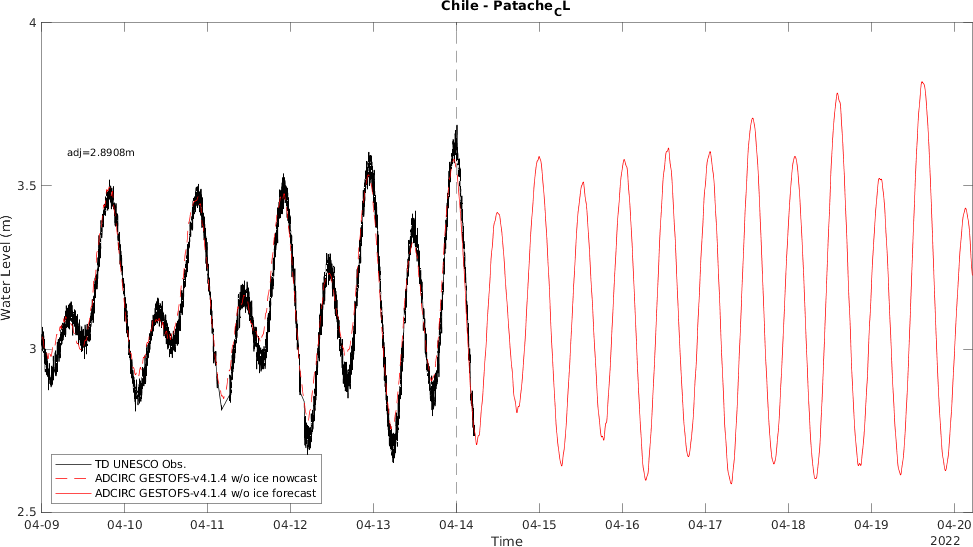 Chile - Patache_CL
4
3.5
3
2.5
Water Level (m)
adj=2.8908m
TD UNESCO Obs.
ADCIRC GESTOFS-v4.1.4 w/o ice nowcast
ADCIRC GESTOFS-v4.1.4 w/o ice forecast
04-09 04-10 04-11 04-12 04-13 04-14 04-15 04-16 04-17 04-18 04-19 04-20
Time 2022